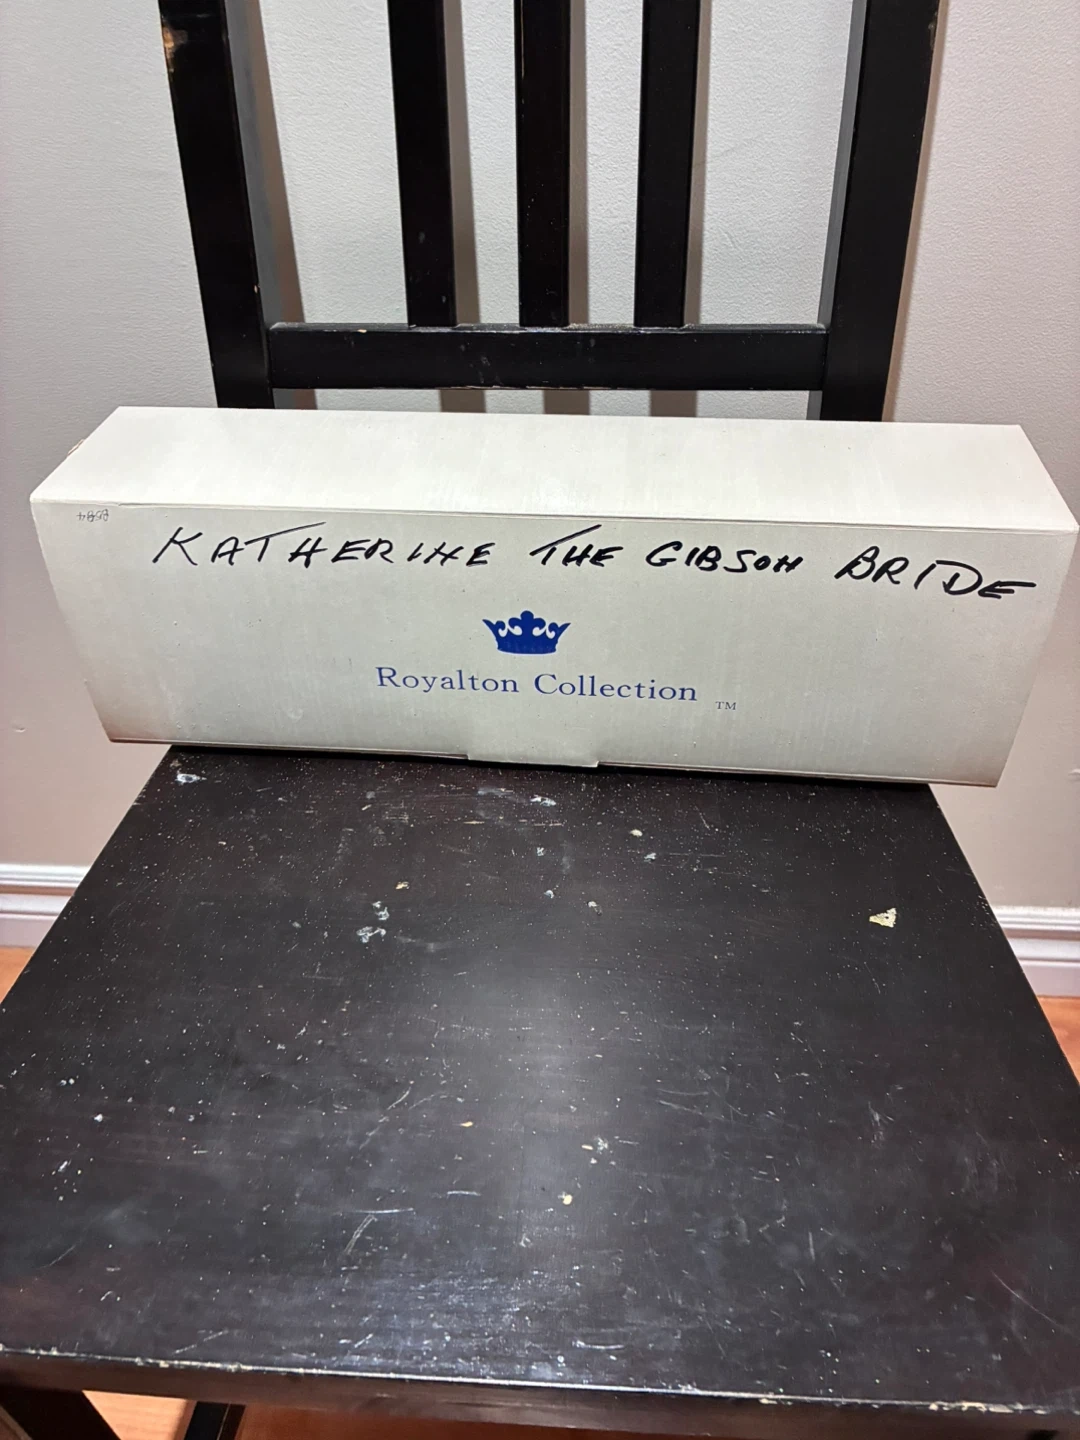 KATHERINE THE GIBSON BRIDE
Royalton Collection
TM